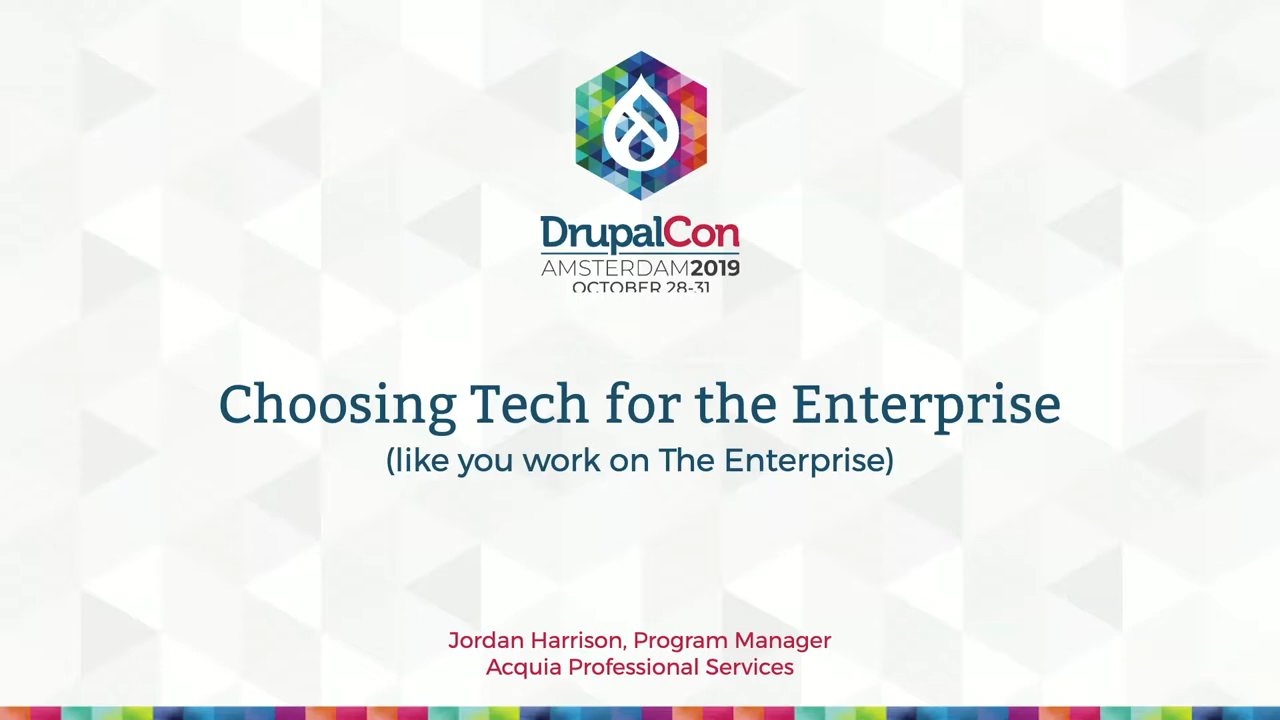 DrupalCon
AMSTERDAM2019
OCTOBER 28-31
Choosing Tech for the Enterprise
(like you work on The Enterprise)
Jordan Harrison, Program Manager
Acquia Professional Services